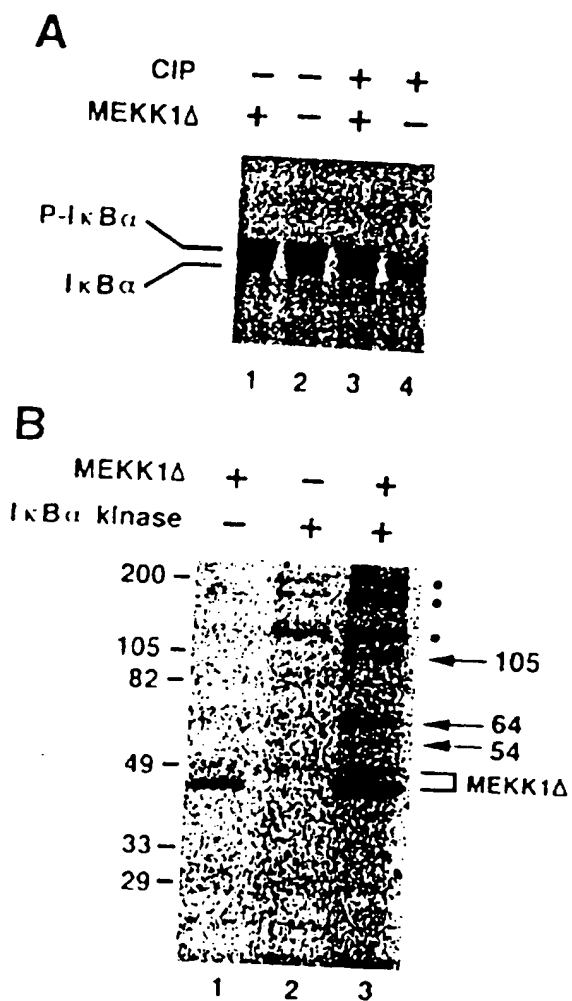 A
CIP − − + +
MEKK1Δ + − + −
P-IκBα
IκBα
1 2 3 4
B
MEKK1Δ + − +
IκBα kinase − + +
200
105
82
49
33
29
105
64
54
MEKK1Δ
1 2 3